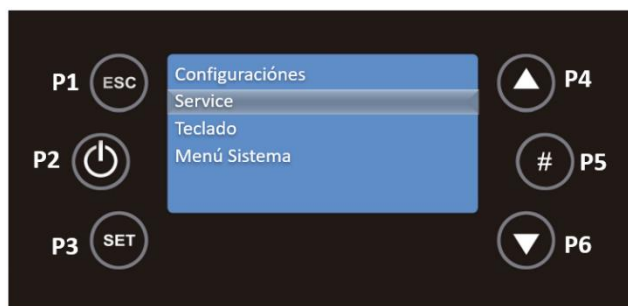 P1 ESC
Configuraciónes
Service
Teclado
Menú Sistema
P4
P2
# P5
P3 SET
P6